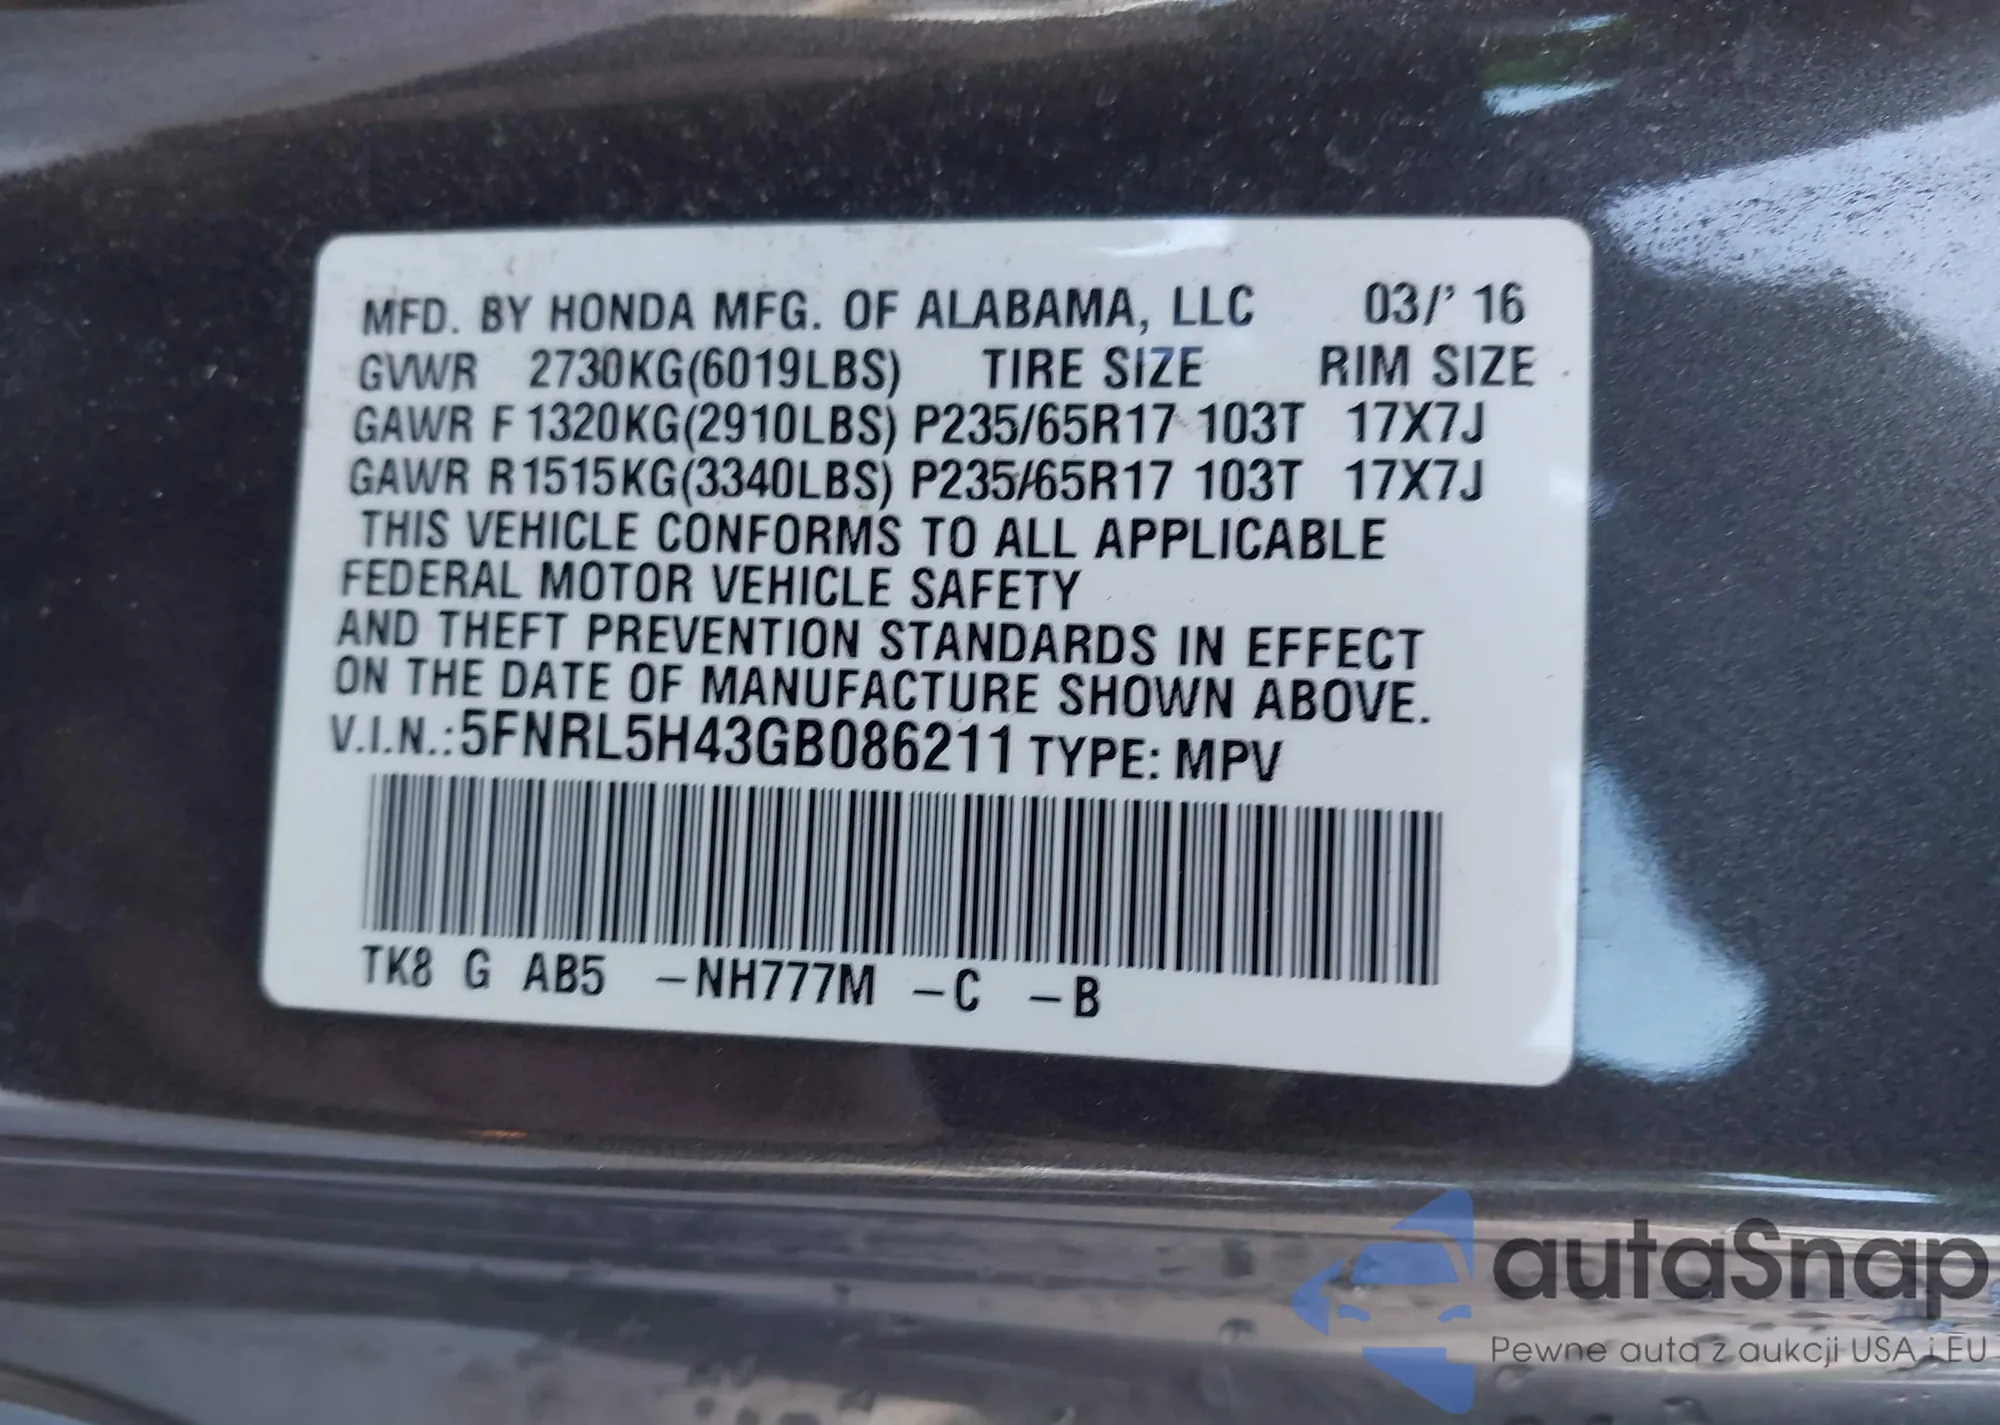 MFD. BY HONDA MFG. OF ALABAMA, LLC 03/' 16
GVWR 2730KG(6019LBS) TIRE SIZE RIM SIZE
GAWR F 1320KG(2910LBS) P235/65R17 103T 17X7J
GAWR R1515KG(3340LBS) P235/65R17 103T 17X7J
THIS VEHICLE CONFORMS TO ALL APPLICABLE
FEDERAL MOTOR VEHICLE SAFETY
AND THEFT PREVENTION STANDARDS IN EFFECT
ON THE DATE OF MANUFACTURE SHOWN ABOVE.
V.I.N.:5FNRL5H43GB086211 TYPE: MPV
TK8 G AB5 -NH777M -C -B
autaSnap
Pewne auta z aukcji USA i EU